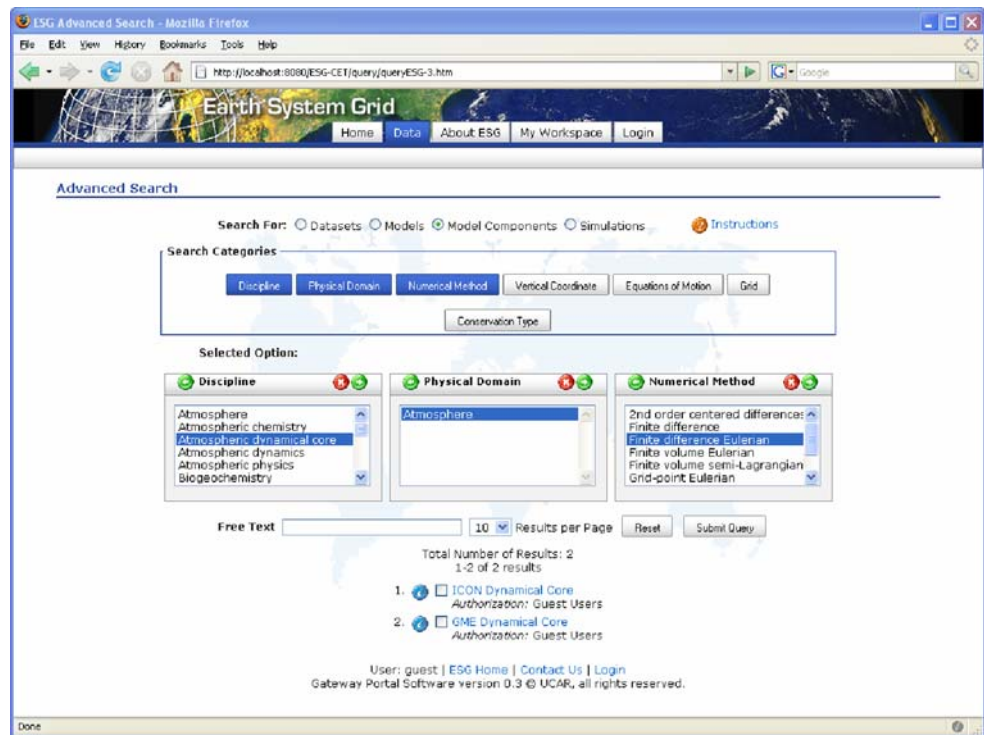 ESG Advanced Search - Mozilla Firefox
File Edit View History Bookmarks Tools Help
http://localhost:8080/ESG-CET/query/queryESG-3.htm
Google
Earth System Grid
Home Data About ESG My Workspace Login
Advanced Search
Search For: Datasets Models Model Components Simulations Instructions
Search Categories
Discipline Physical Domain Numerical Method Vertical Coordinate Equations of Motion Grid
Conservation Type
Selected Option:
Discipline Physical Domain Numerical Method
Atmosphere Atmosphere 2nd order centered differences
Atmospheric chemistry Finite difference
Atmospheric dynamical core Finite difference Eulerian
Atmospheric dynamics Finite volume Eulerian
Atmospheric physics Finite volume semi-Lagrangian
Biogeochemistry Grid-point Eulerian
Free Text 10 Results per Page Reset Submit Query
Total Number of Results: 2
1-2 of 2 results
1. ICON Dynamical Core
Authorization: Guest Users
2. GME Dynamical Core
Authorization: Guest Users
User: guest | ESG Home | Contact Us | Login
Gateway Portal Software version 0.3 © UCAR, all rights reserved.
Done